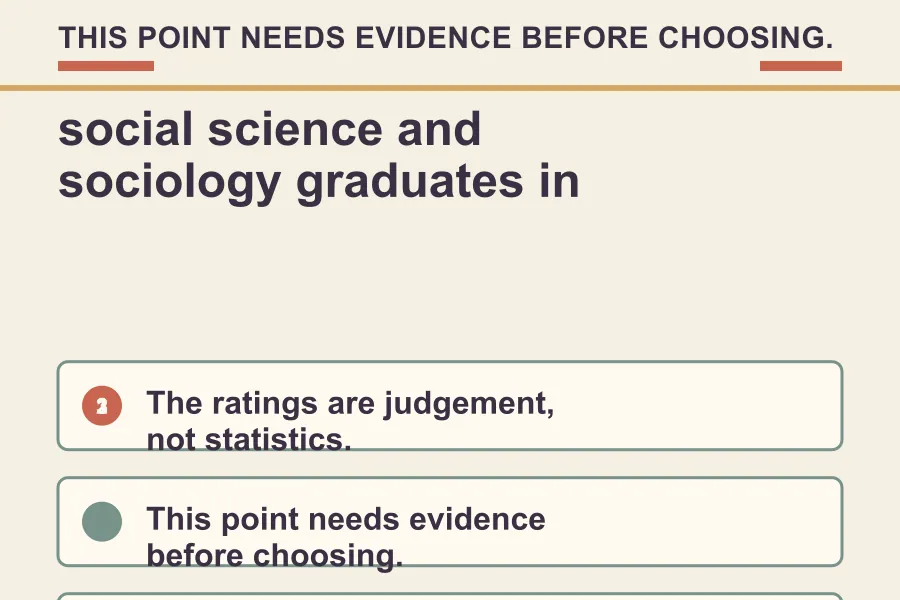 THIS POINT NEEDS EVIDENCE BEFORE CHOOSING.
social science and
sociology graduates in
The ratings are judgement,
not statistics.
This point needs evidence
before choosing.